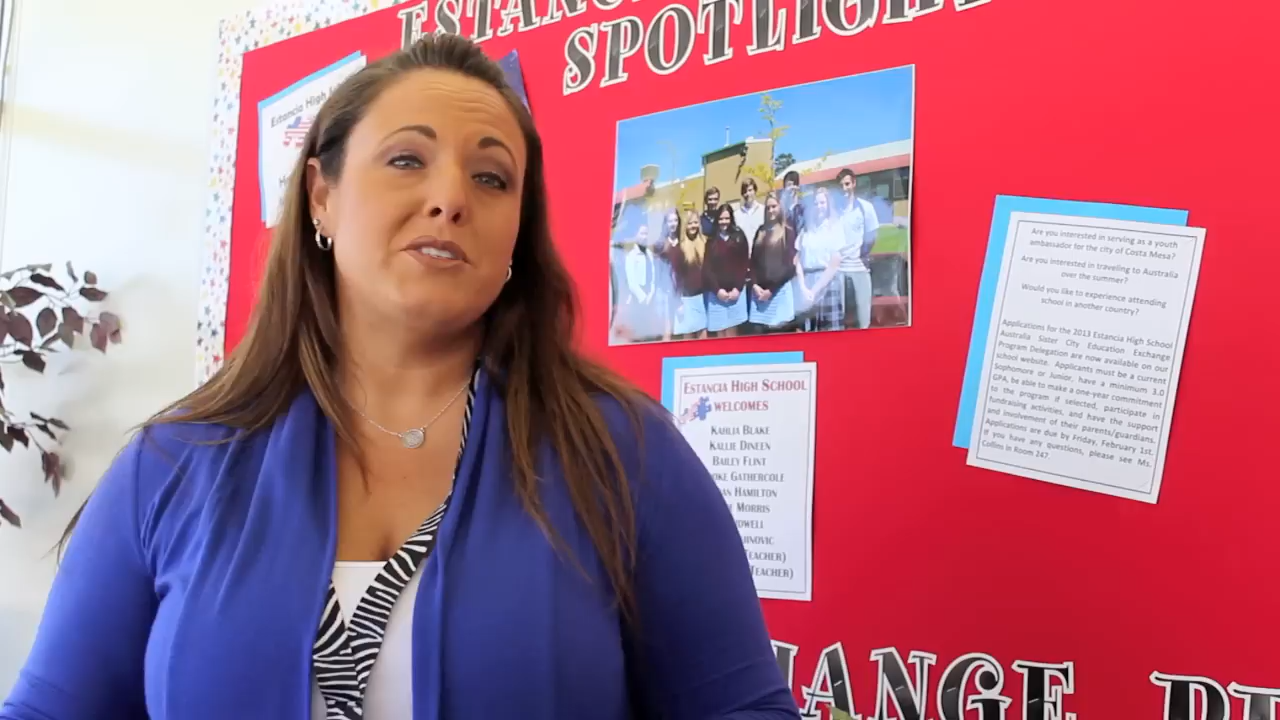 SPOTLIGHT
Estancia High
Are you interested in serving as a youth
ambassador for the city of Costa Mesa?
Are you interested in traveling to Australia
over the summer?
Would you like to experience attending
school in another country?
Applications for the 2013 Estancia High School
Australia Sister City Education Exchange
Program Delegation are now available on our
school website. Applicants must be a current
Sophomore or Junior, have a minimum 3.0
GPA, be able to make a one-year commitment
to the program if selected, participate in
fundraising activities, and have the support
and involvement of their parents/guardians.
Applications are due by Friday, February 1st.
If you have any questions, please see Ms.
Collins in Room 247.
ESTANCIA HIGH SCHOOL
WELCOMES
KAHLIA BLAKE
KALLIE DINEEN
BAILEY FLINT
GATHERCOLE
HAMILTON
MORRIS
TEACHER)
TEACHER)